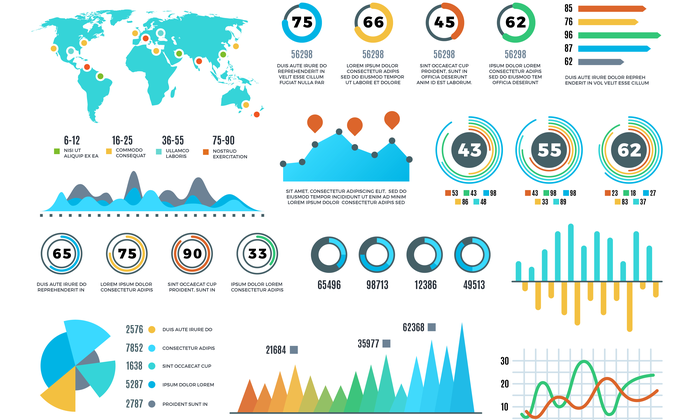 75
66
45
62
56298
56298
56298
56298
DUIS AUTE IRURE DO
REPREHENDERIT IN
VELIT ESSE CILLUM
FUGIAT NULLA PAR
LOREM IPSUM DOLOR
CONSECTETUR ADIPIS
SED DO EIUSMO TEMPOR
UT LABORE ET DOLORE
SINT OCCAECAT CUP
PROIDENT, SUNT IN
OFFICIA DESERUNT
ANIM ID EST LABORUM.
LOREM IPSUM DOLOR
CONSECTETUR ADIPIS
SED DO EIUSMOD TEM
OFFICIA DESERUNT
85
76
96
87
62
DUIS AUTE IRURE DOLOR REPREH
ENDERIT IN VOL VELIT ESSE CILLUM
6-12
16-25
36-55
75-90
NISI UT
ALIQUIP EX EA
COMMODO
CONSEQUAT
ULLAMCO
LABORIS
NOSTRUD
EXERCITATION
SIT AMET, CONSECTETUR ADIPISCING ELIT. SED DO
EIUSMOD TEMPOR INCIDIDUNT UT ENIM AD MINIM
LOREM IPSUM DOLOR CONSECTETUR ADIPIS SED
43
55
62
53 43 98
86 48
43 98 98
33 89
23 18 27
83 37
65
75
90
33
DUIS AUTE IRURE DO
REPREHENDERIT IN
LOREM IPSUM DOLOR
CONSECTETUR ADIPIS
SINT OCCAECAT CUP
PROIDENT, SUNT IN
IPSUM DOLOR
CONSECTETUR ADIPIS
65496
98713
12386
49513
2576 DUIS AUTE IRURE DO
7852 CONSECTETUR ADIPIS
1638 SINT OCCAECAT CUP
5287 IPSUM DOLOR LOREM
2787 PROIDENT SUNT IN
21684
35977
62368
30
20
10